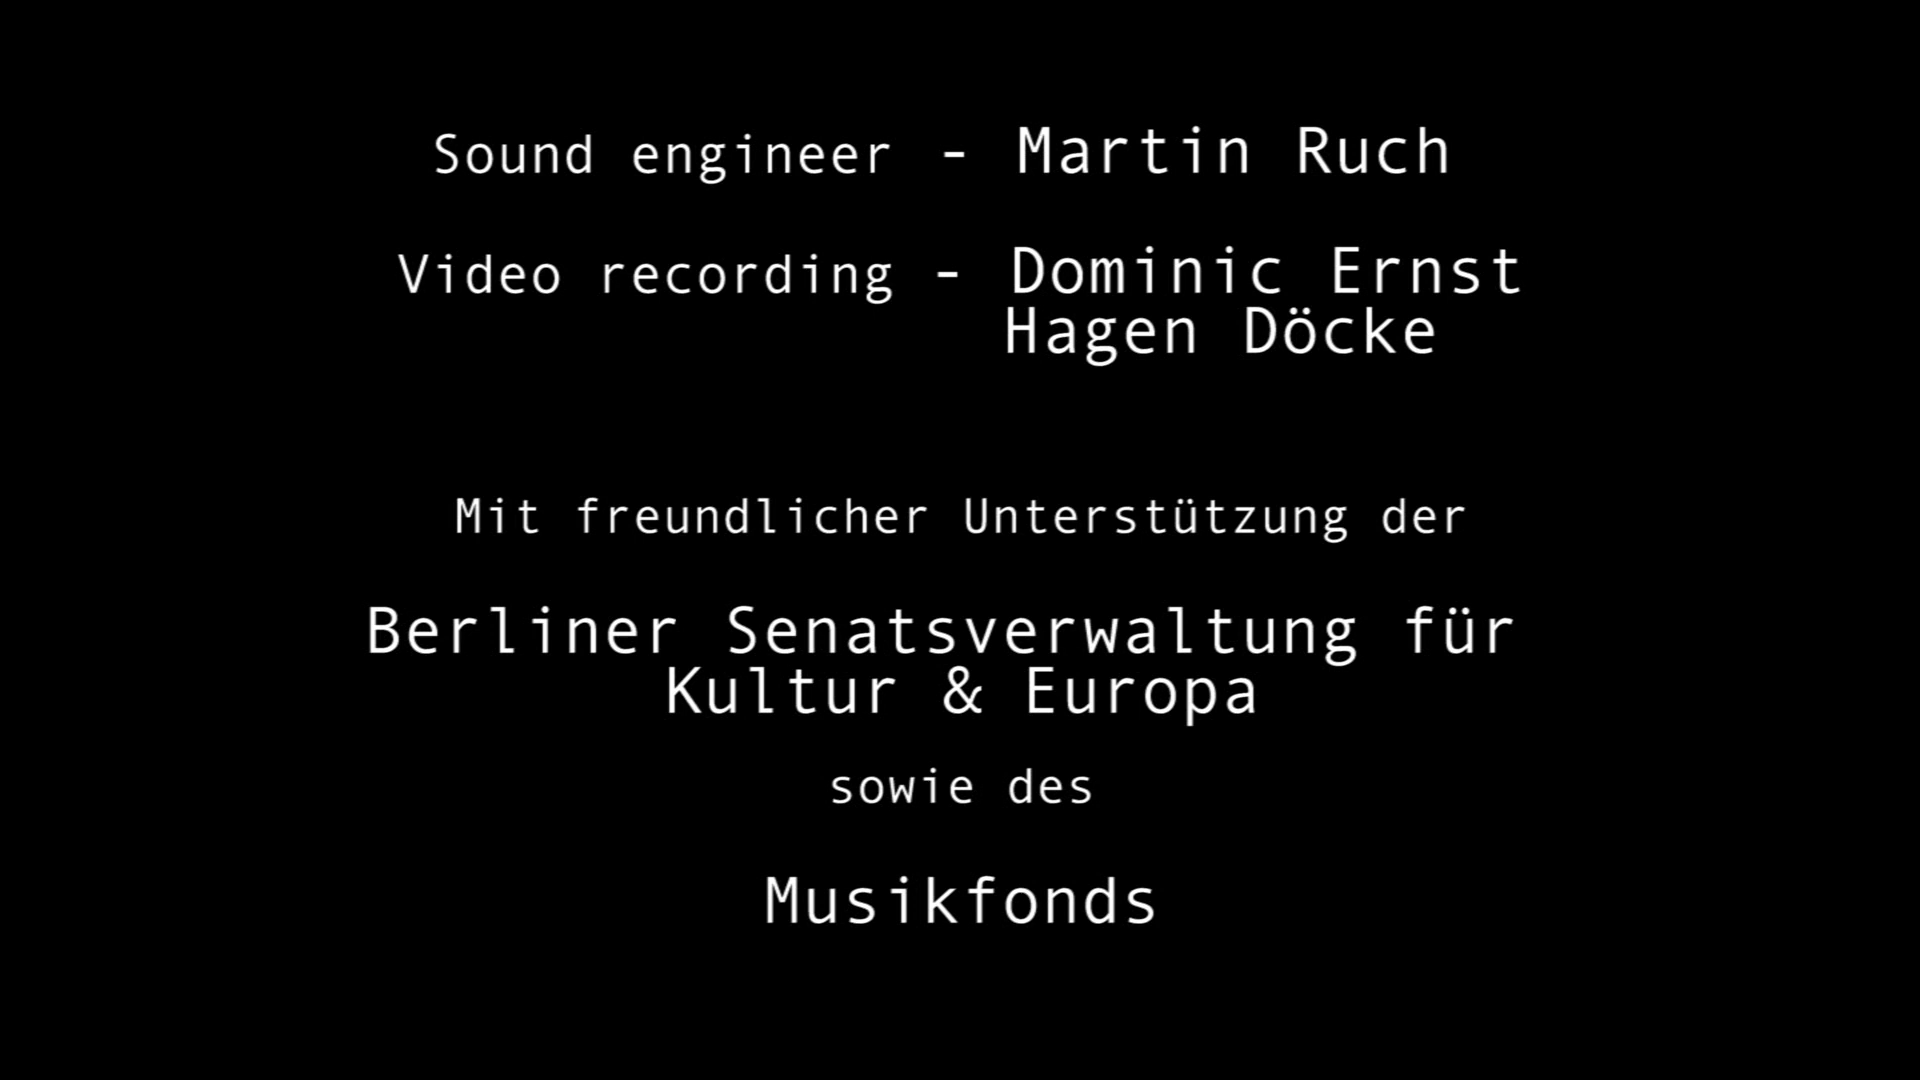 Sound engineer - Martin Ruch
Video recording - Dominic Ernst
Hagen Döcke
Mit freundlicher Unterstützung der
Berliner Senatsverwaltung für
Kultur & Europa
sowie des
Musikfonds